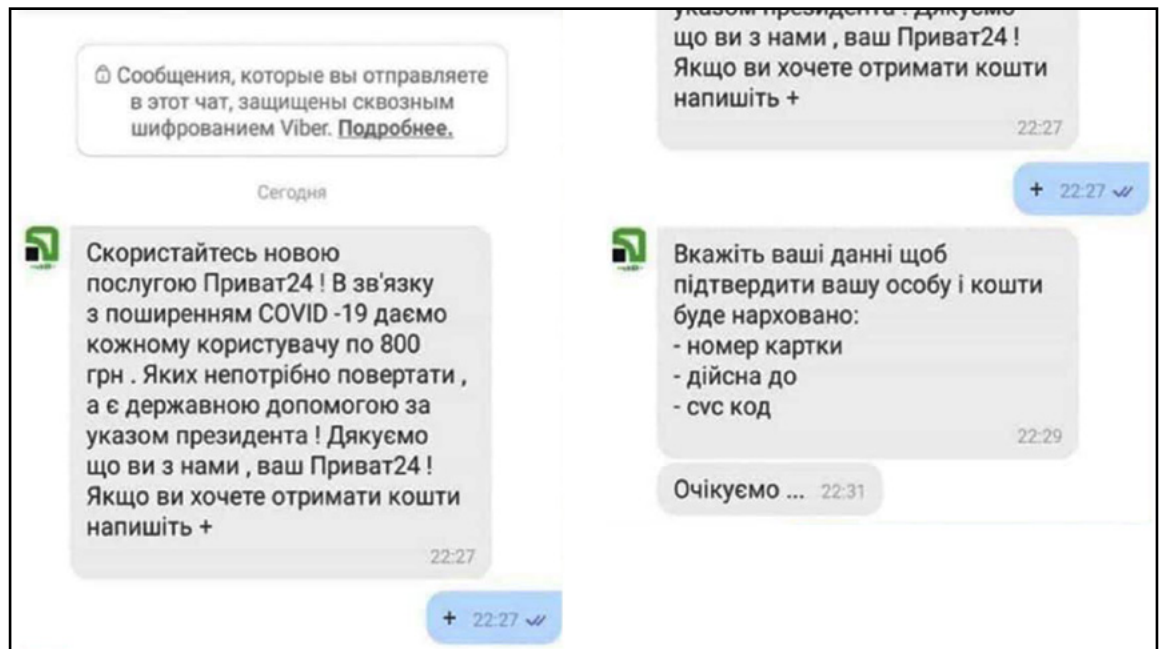 Сообщения, которые вы отправляете
в этот чат, защищены сквозным
шифрованием Viber. Подробнее.
Сегодня
Скористайтесь новою
послугою Приват24 ! В зв'язку
з поширенням COVID -19 даємо
кожному користувачу по 800
грн . Яких непотрібно повертати ,
а є державною допомогою за
указом президента ! Дякуємо
що ви з нами , ваш Приват24 !
Якщо ви хочете отримати кошти
напишіть +
22:27
+ 22:27
указом президента ! Дякуємо
що ви з нами , ваш Приват24 !
Якщо ви хочете отримати кошти
напишіть +
22:27
+ 22:27
Вкажіть ваші данні щоб
підтвердити вашу особу і кошти
буде нарховано:
- номер картки
- дійсна до
- cvc код
22:29
Очікуємо ... 22:31